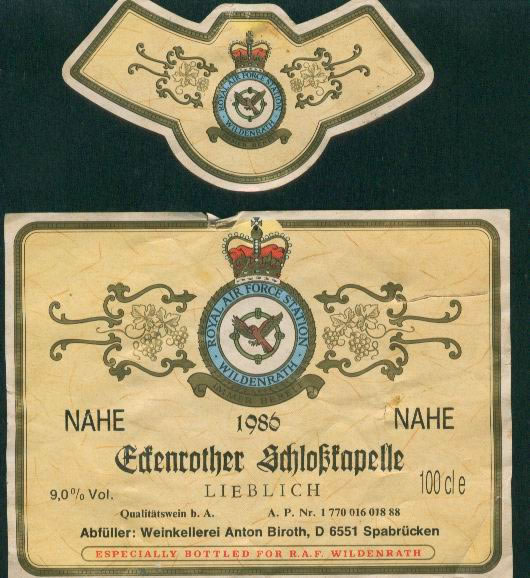 ROYAL AIR FORCE STATION
WILDENRATH
ROYAL AIR FORCE STATION
WILDENRATH
IMMER BEREIT
NAHE 1986 NAHE
Eckenrother Schloßkapelle
9,0% Vol. LIEBLICH 100 cl e
Qualitätswein b. A. A. P. Nr. 1 770 016 018 88
Abfüller: Weinkellerei Anton Biroth, D 6551 Spabrücken
ESPECIALLY BOTTLED FOR R.A.F. WILDENRATH